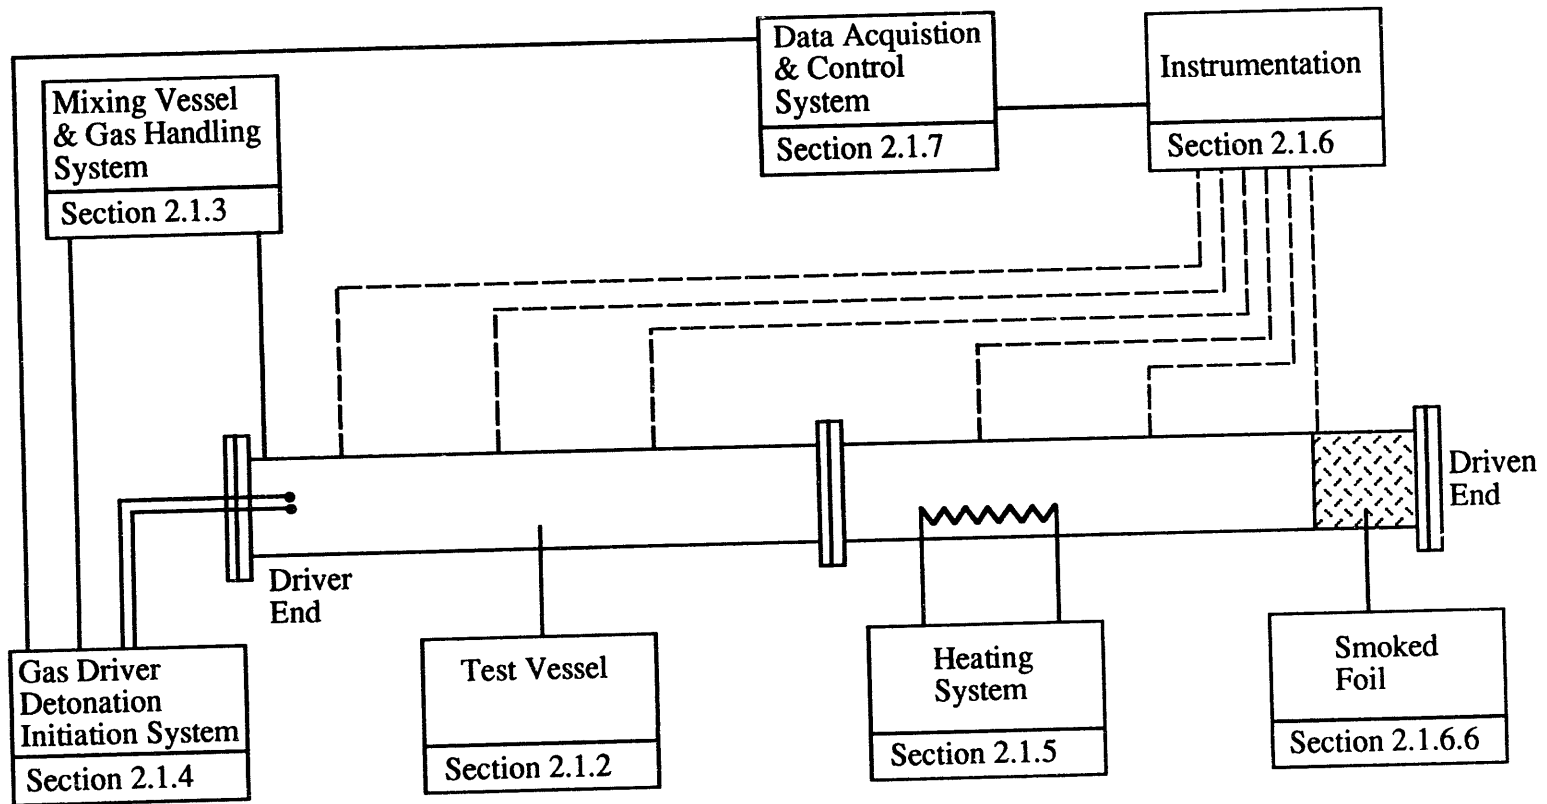 Data Acquistion
& Control
System
Section 2.1.7
Instrumentation
Section 2.1.6
Mixing Vessel
& Gas Handling
System
Section 2.1.3
Driven
End
Driver
End
Gas Driver
Detonation
Initiation System
Section 2.1.4
Test Vessel
Section 2.1.2
Heating
System
Section 2.1.5
Smoked
Foil
Section 2.1.6.6